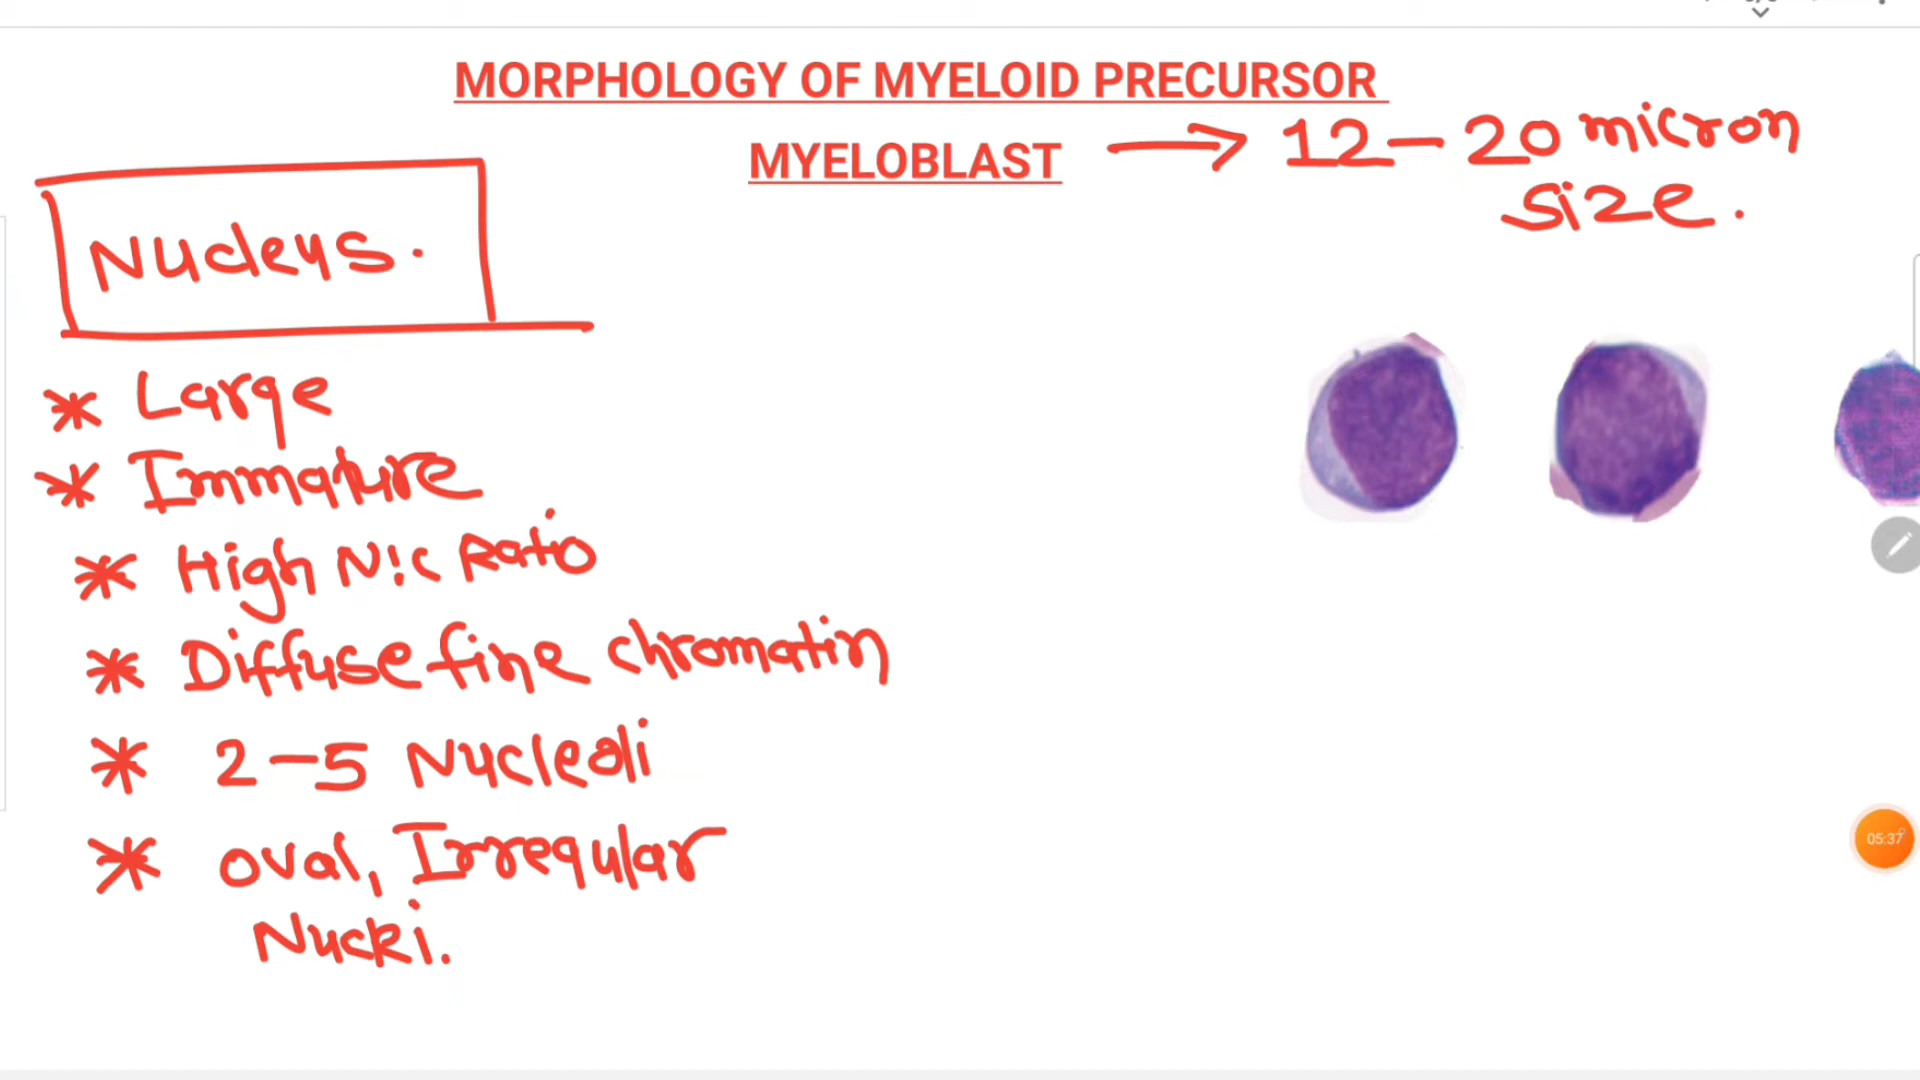 MORPHOLOGY OF MYELOID PRECURSOR
MYELOBLAST → 12-20 micron
size.
Nucleus.
* Large
* Immature
* High N:C Ratio
* Diffuse fine chromatin
* 2-5 Nucleoli
* oval, Irregular
Nuclei.
05:37